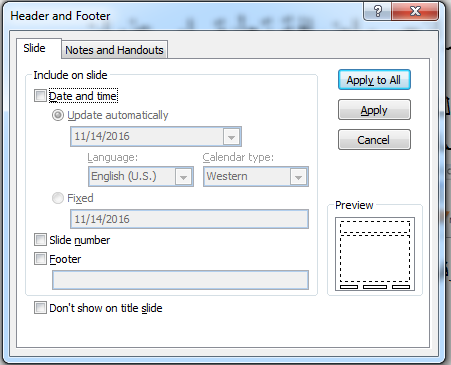 Header and Footer
Slide
Notes and Handouts
Include on slide
Date and time
Update automatically
11/14/2016
Language:
Calendar type:
English (U.S.)
Western
Fixed
11/14/2016
Slide number
Footer
Don't show on title slide
Apply to All
Apply
Cancel
Preview